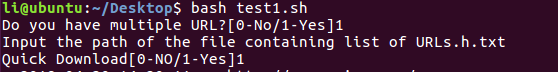 li@ubuntu:~/Desktop$ bash test1.sh
Do you have multiple URL?[0-No/1-Yes]1
Input the path of the file containing list of URLs.h.txt
Quick Download[0-NO/1-YES]1